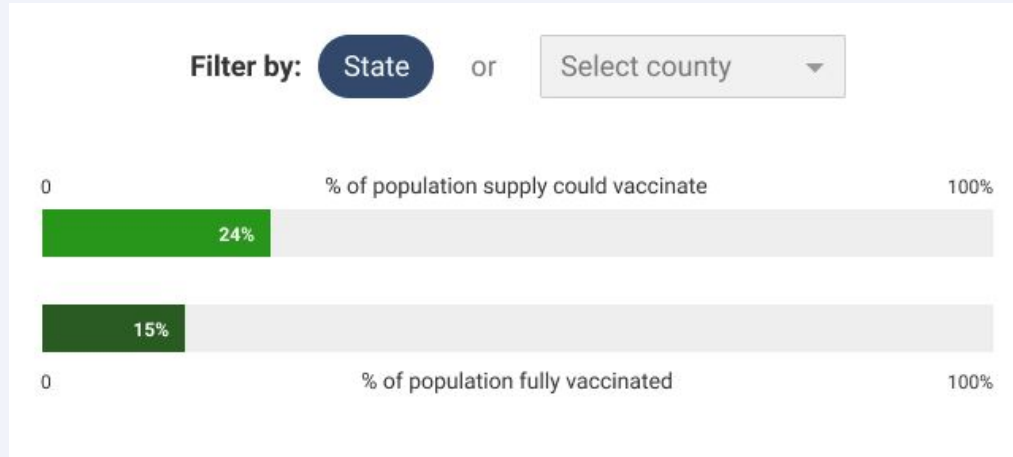 Filter by: State or Select county
0 % of population supply could vaccinate 100%
24%
15%
0 % of population fully vaccinated 100%